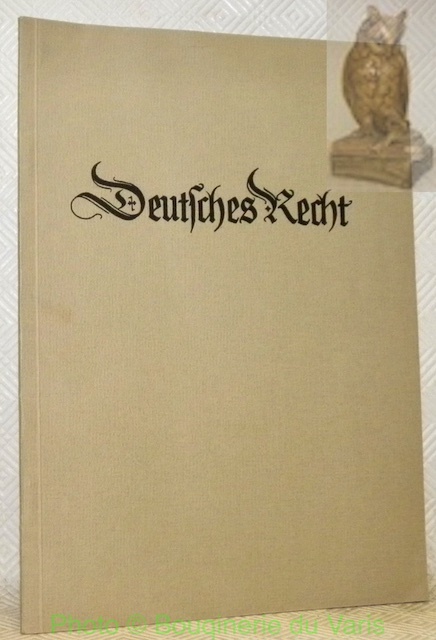 Deutſches Recht
Photo © Bouquinerie du Varis